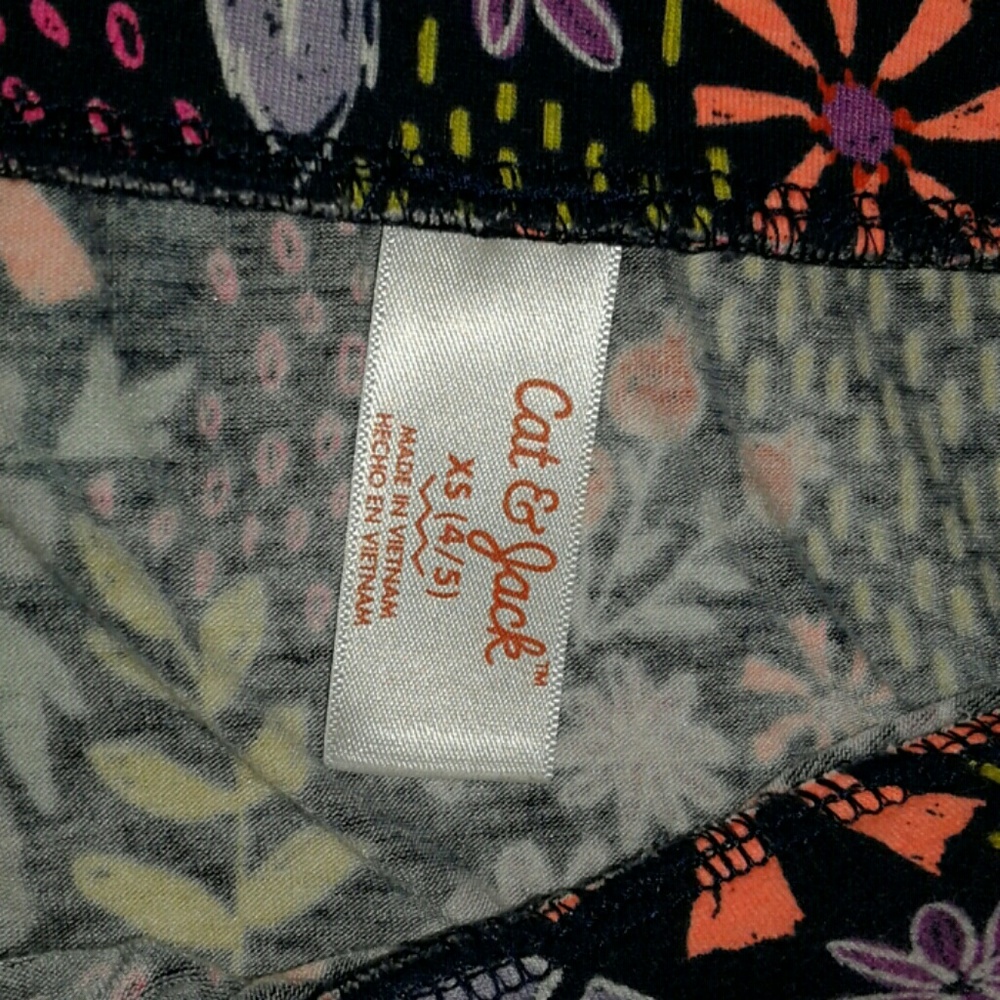 Cat & Jack™
XS (4/5)
MADE IN VIETNAM
HECHO EN VIETNAM